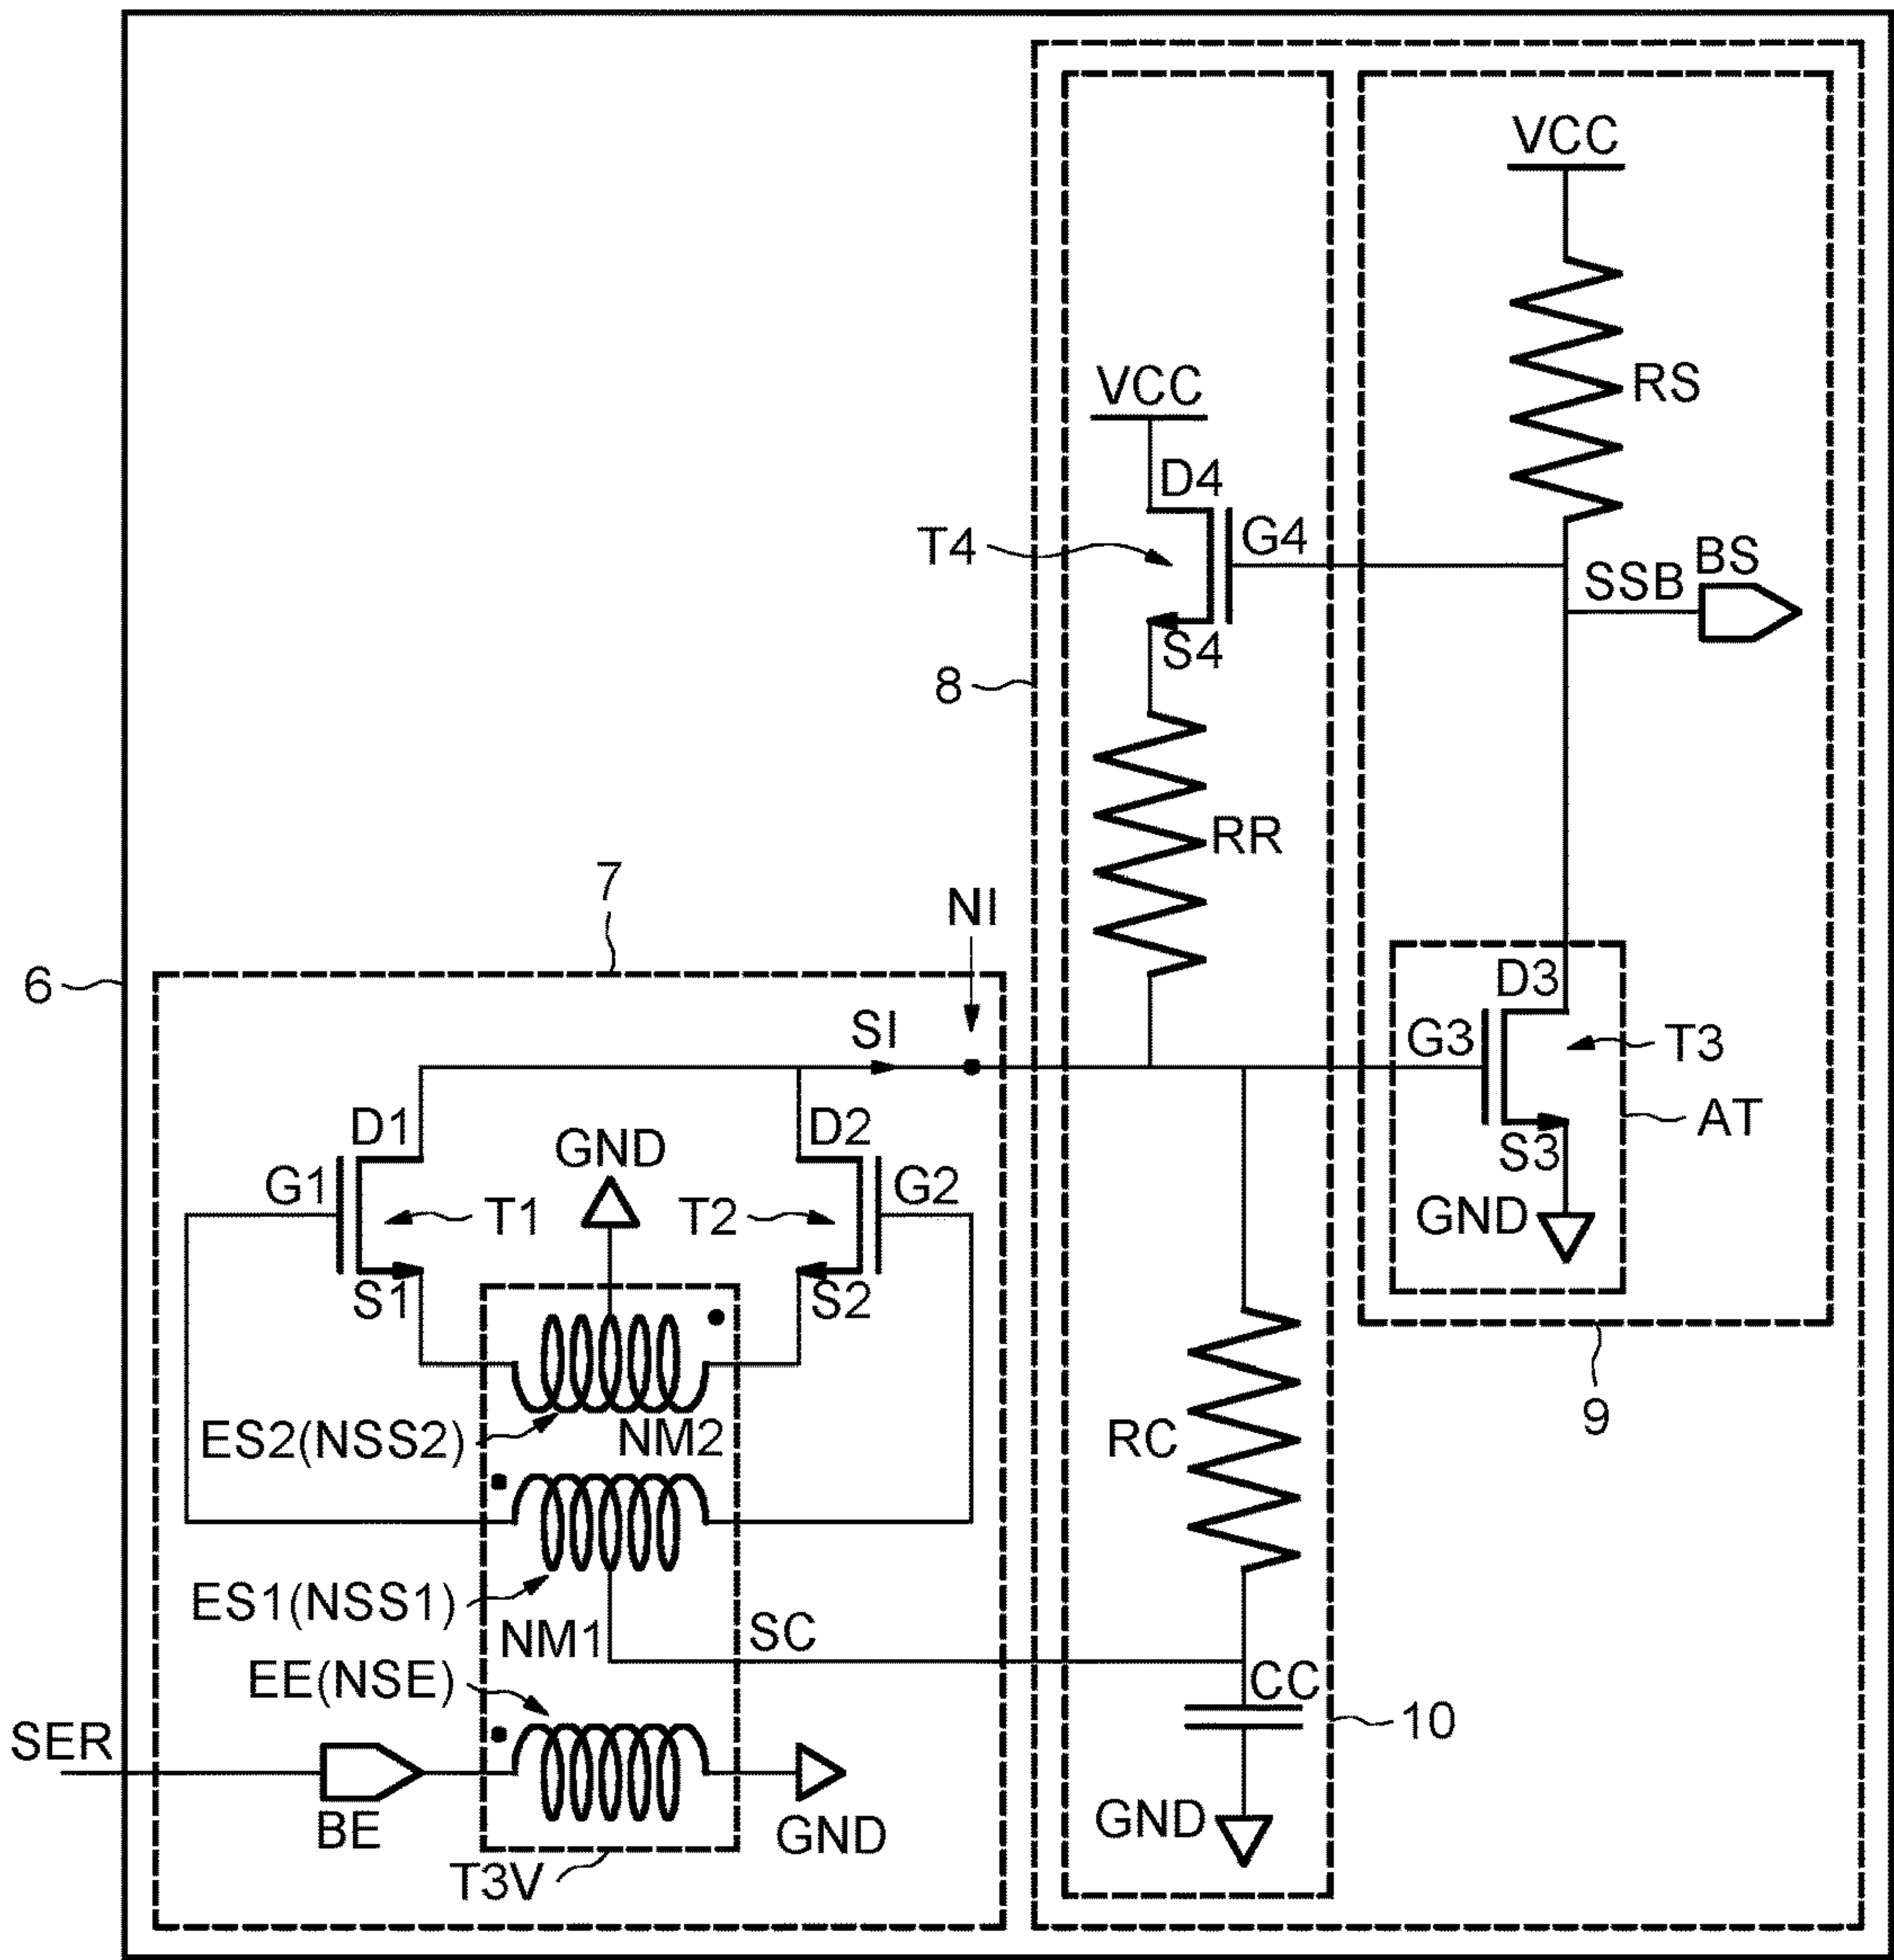 VCC
RS
VCC
D4
T4
G4
SSB
BS
S4
8
RR
7
NI
6
SI
D3
G3
T3
AT
S3
GND
D1
GND
D2
G1
T1
T2
G2
S1
S2
9
ES2(NSS2)
NM2
RC
ES1(NSS1)
NM1
SC
EE(NSE)
CC
10
SER
BE
GND
GND
T3V